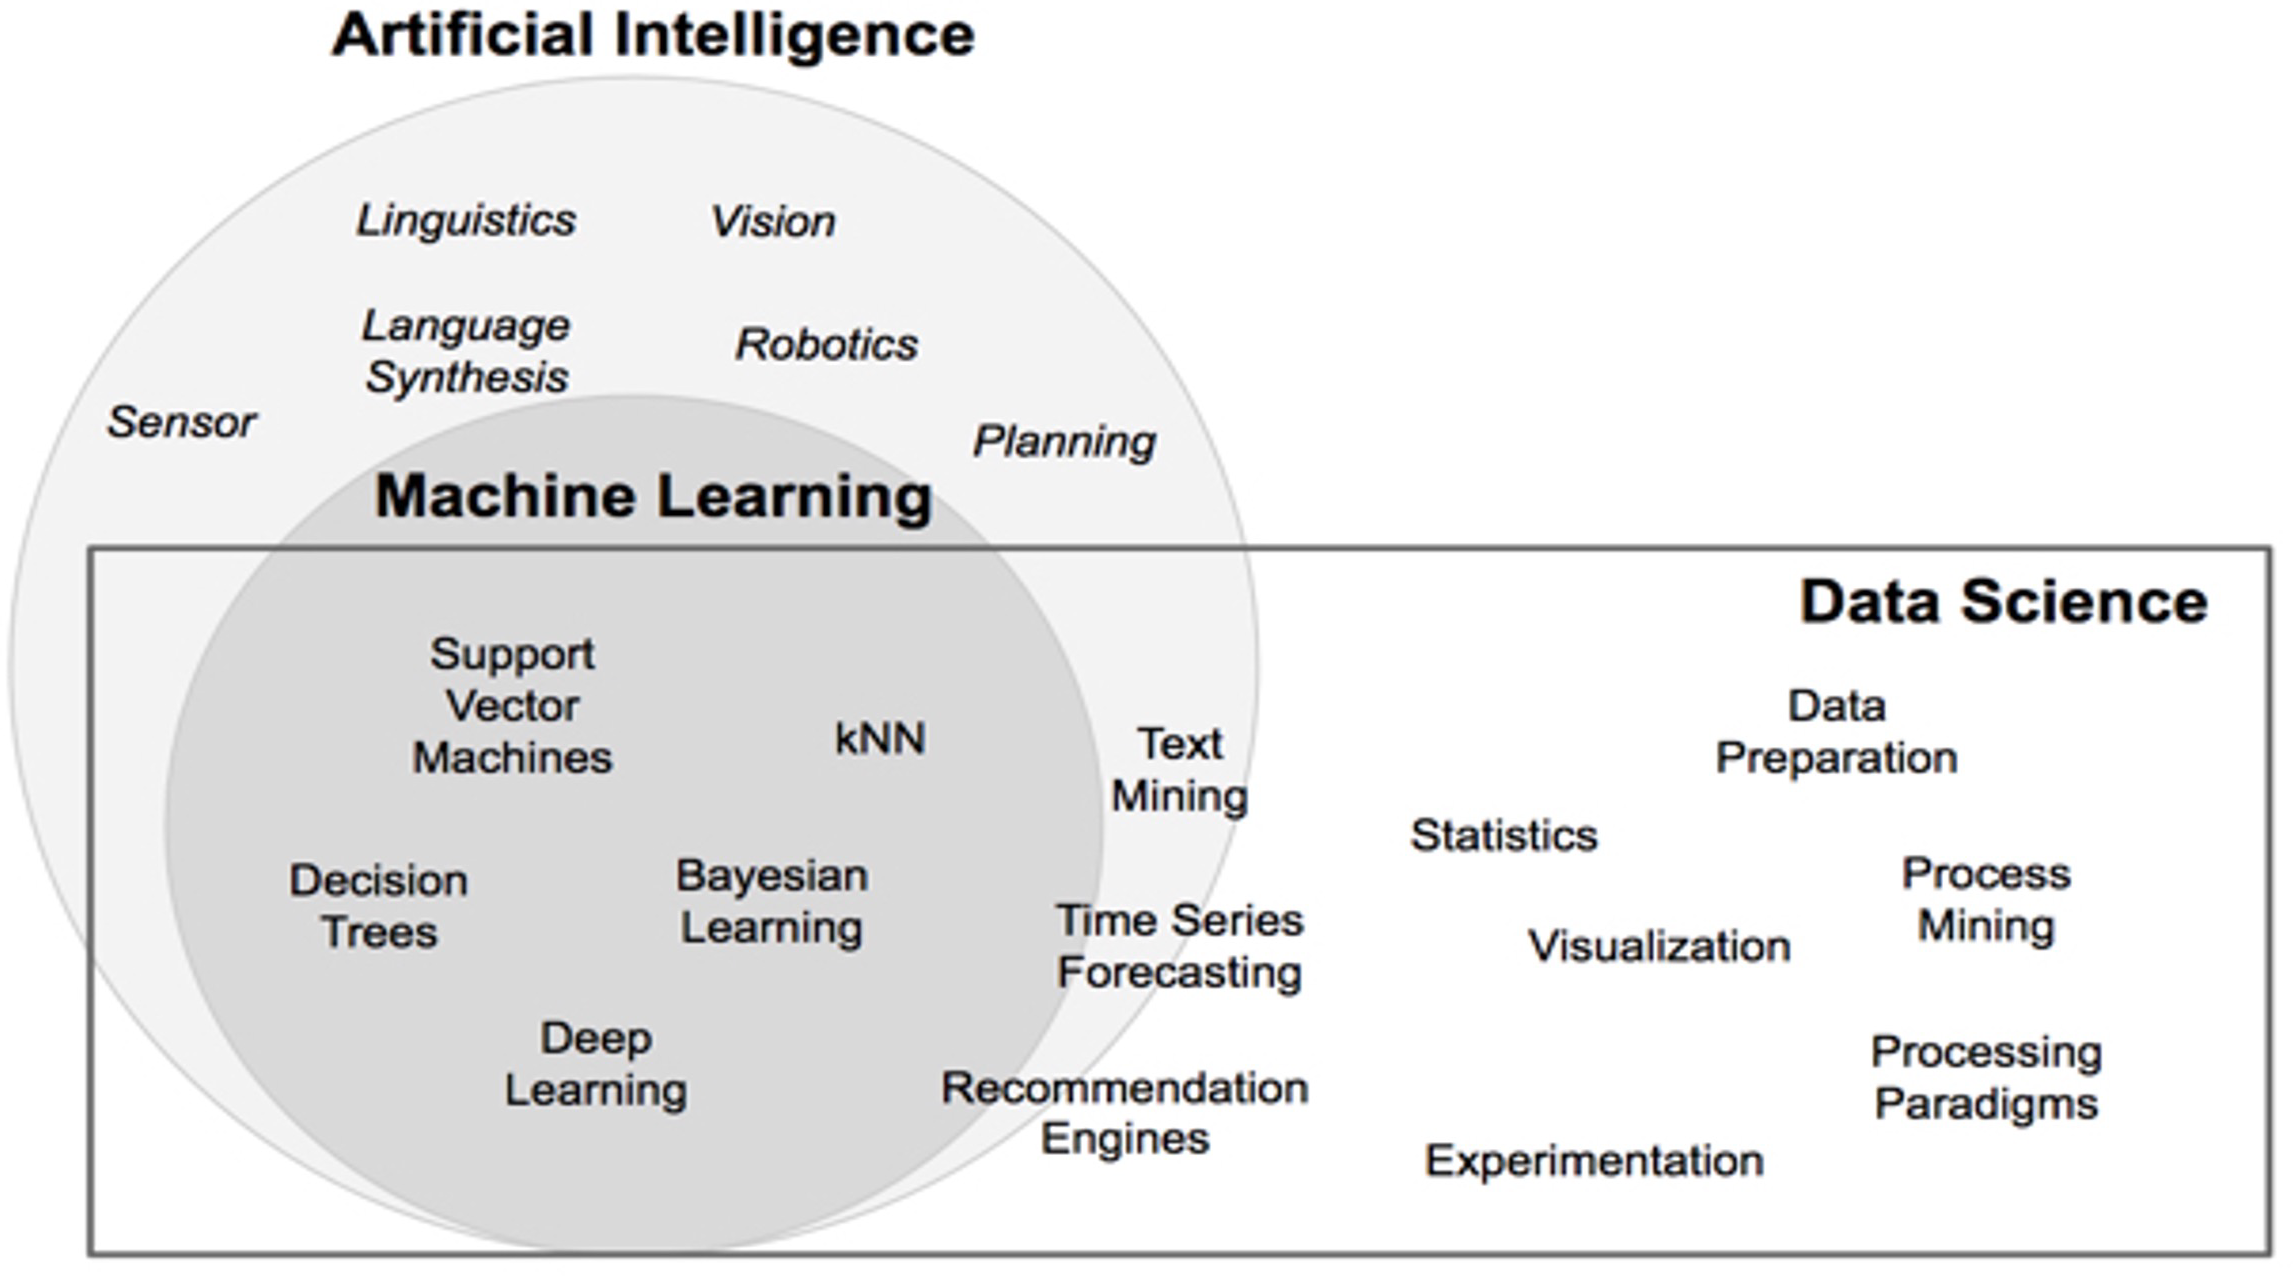 Artificial Intelligence
Linguistics
Vision
Language
Synthesis
Robotics
Sensor
Planning
Machine Learning
Data Science
Support
Vector
Machines
kNN
Text
Mining
Data
Preparation
Statistics
Decision
Trees
Bayesian
Learning
Time Series
Forecasting
Visualization
Process
Mining
Deep
Learning
Recommendation
Engines
Experimentation
Processing
Paradigms